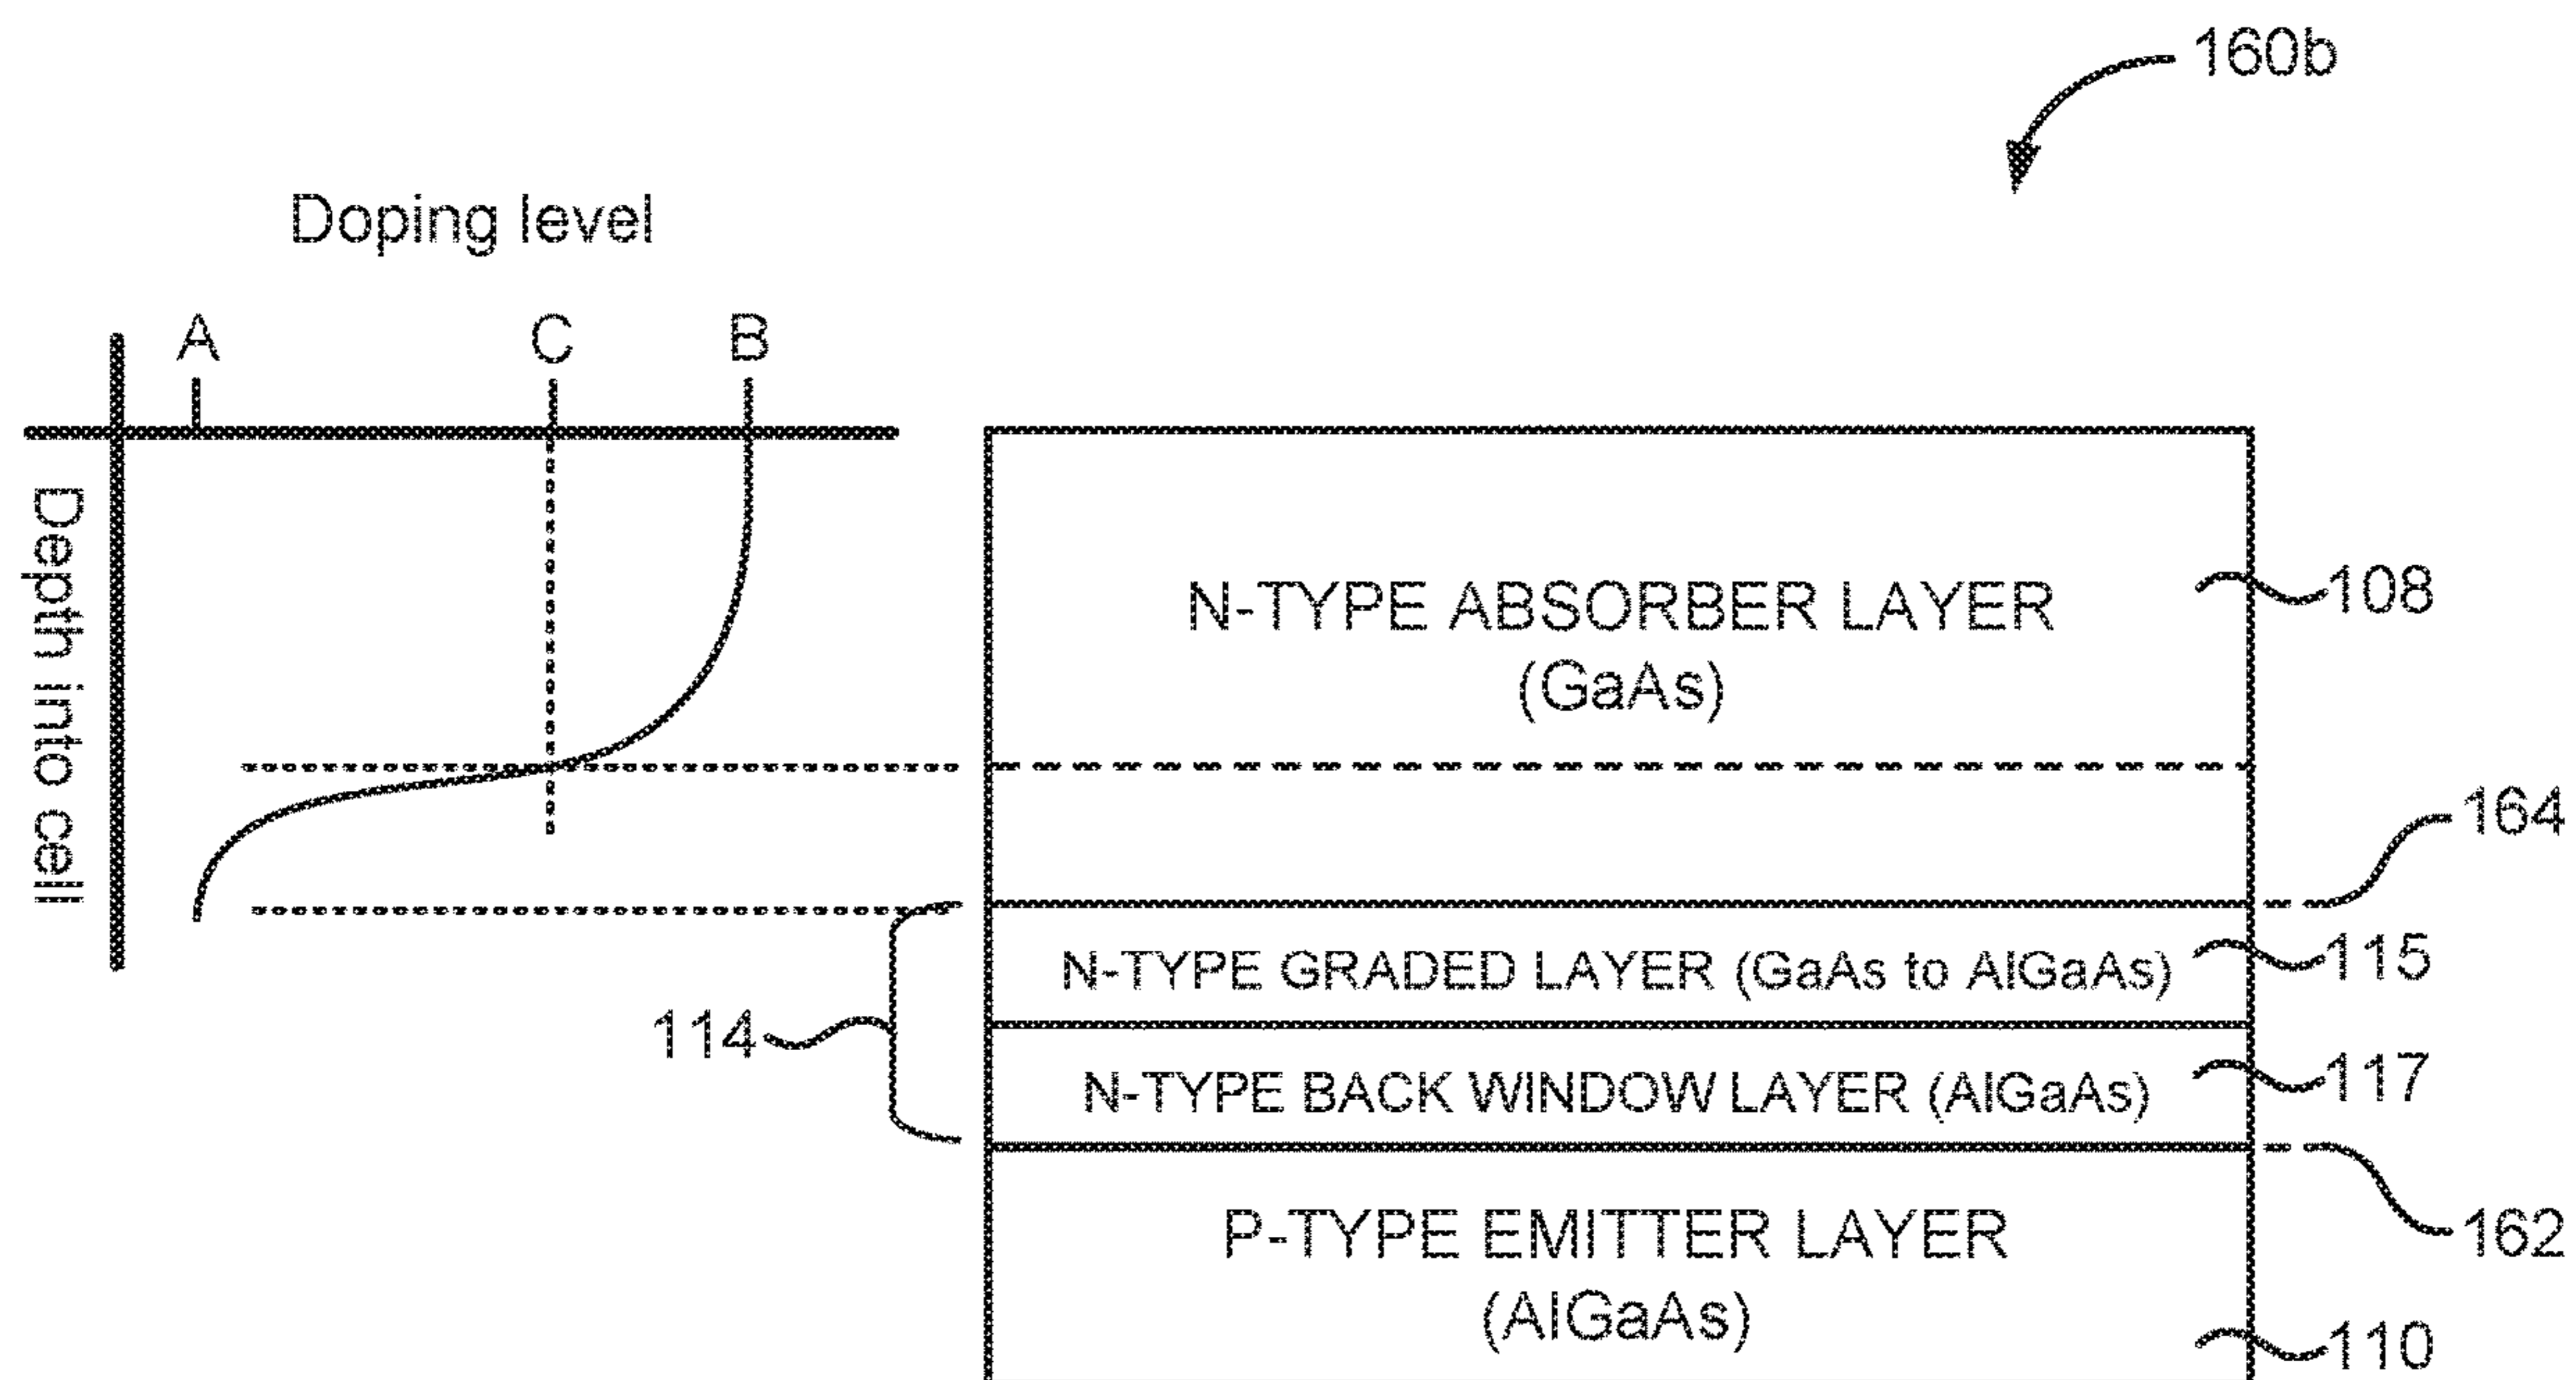 160b
Doping level
A
C
B
Depth into cell
N-TYPE ABSORBER LAYER
(GaAs)
108
164
N-TYPE GRADED LAYER (GaAs to AlGaAs)
115
114
N-TYPE BACK WINDOW LAYER (AlGaAs)
117
P-TYPE EMITTER LAYER
(AlGaAs)
162
110